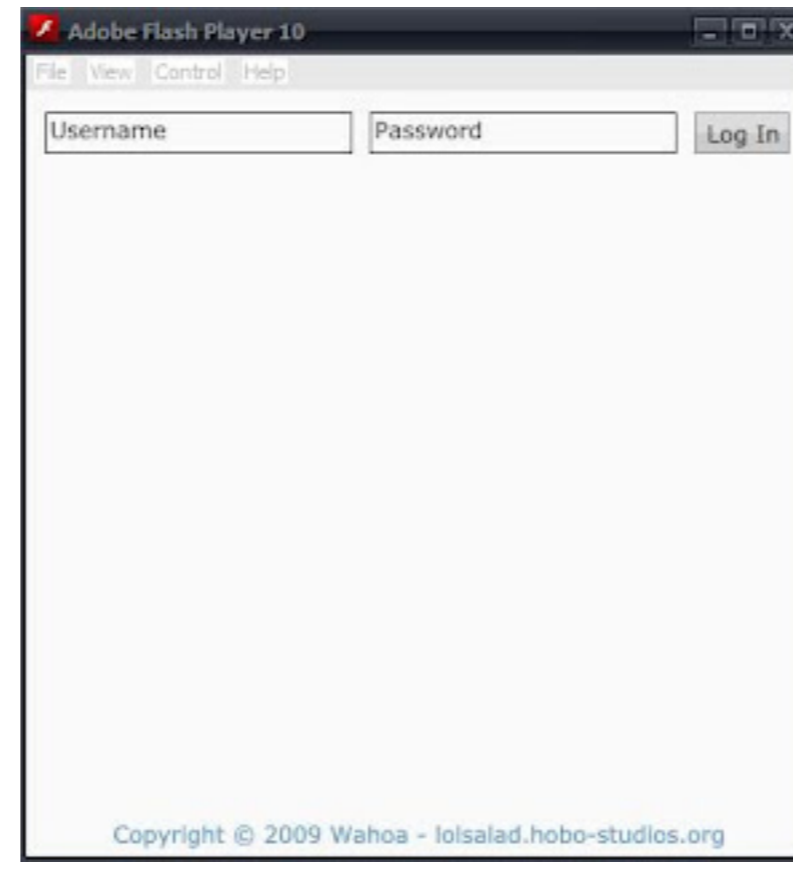 Adobe Flash Player 10
File View Control Help
Username Password Log In
Copyright © 2009 Wahoa - lolsalad.hobo-studios.org